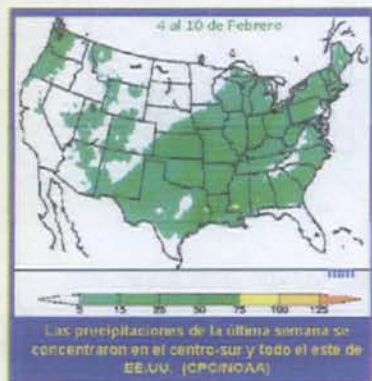 4 al 10 de Febrero
5 15 25 50 75 100 125
Las precipitaciones de la última semana se
concentraron en el centro-sur y todo el este de
EE.UU. (CPC/NOAA)